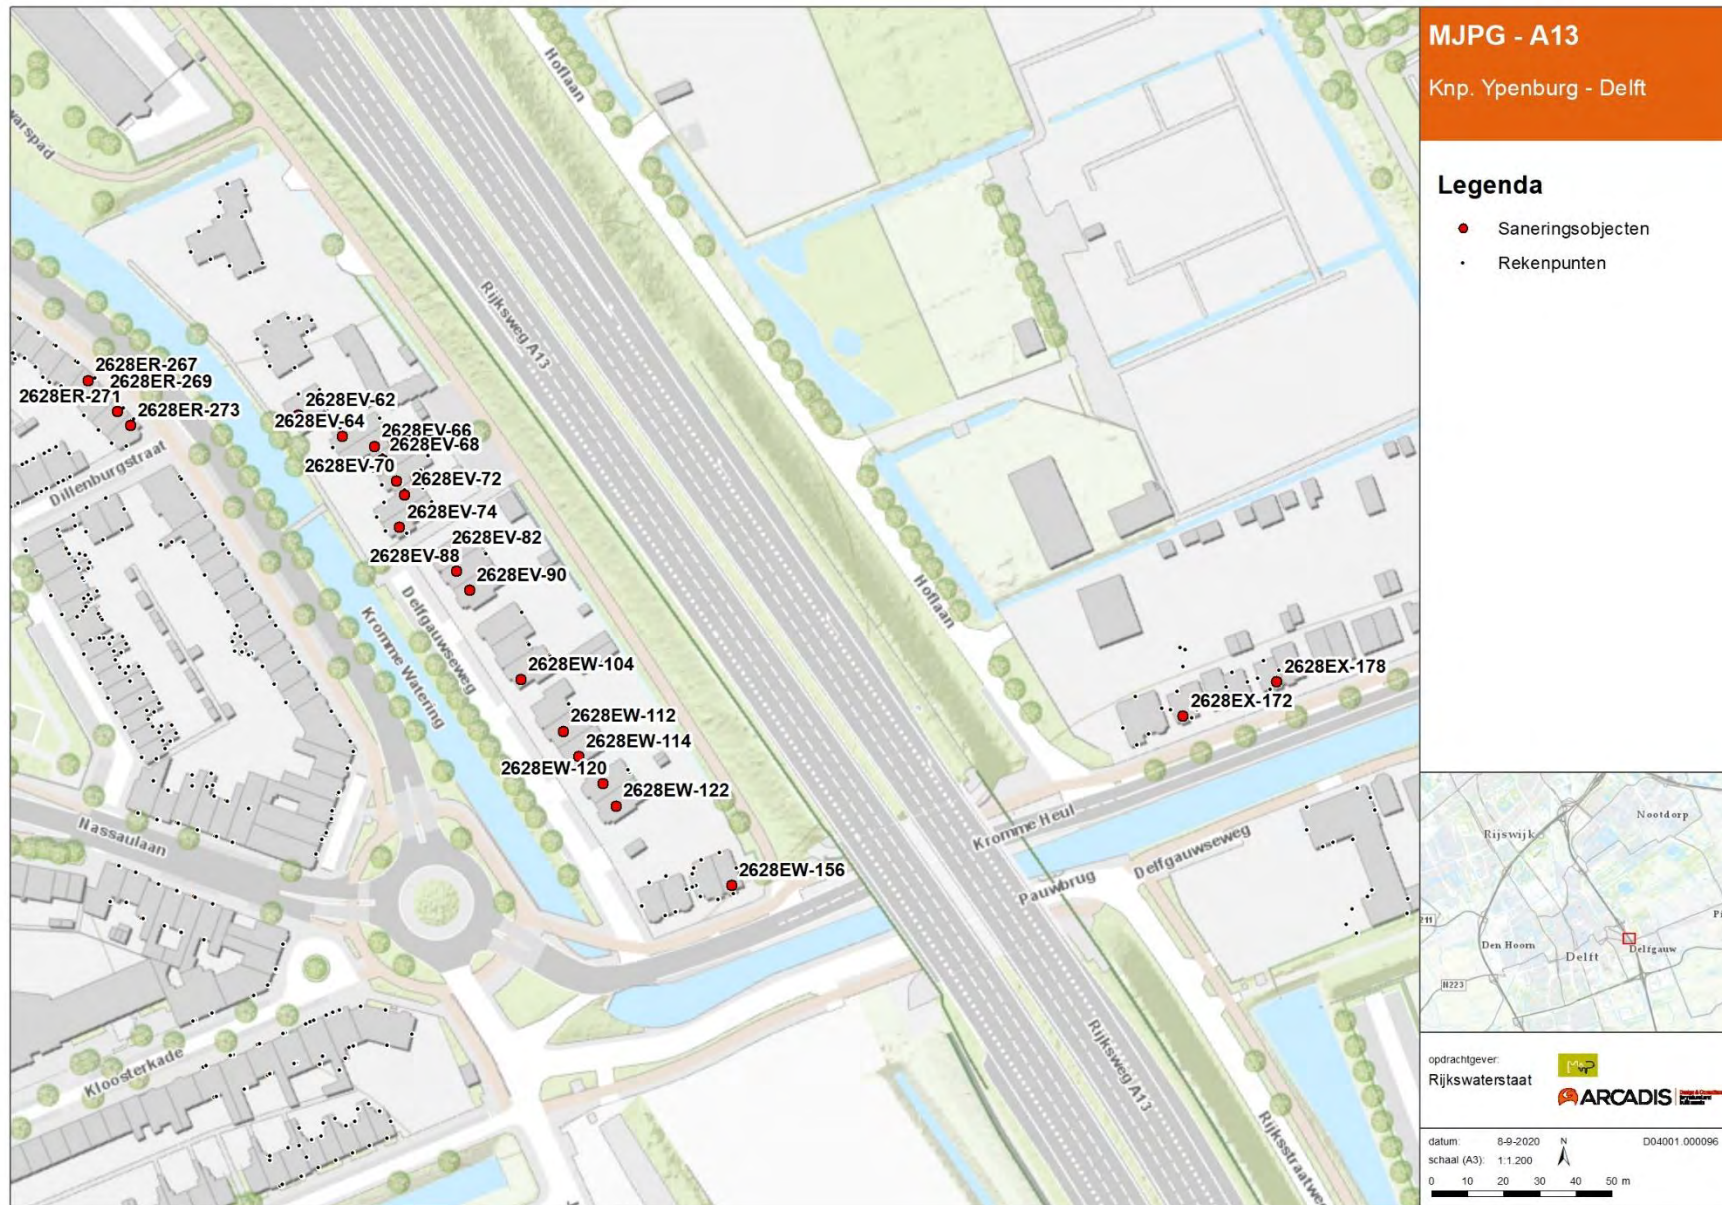 MJPG - A13
Knp. Ypenburg - Delft
Legenda
Saneringsobjecten
Rekenpunten
Hoflaan
Rijksweg A13
2628ER-267
2628ER-269
2628ER-271
2628ER-273
2628EV-62
2628EV-64
2628EV-66
2628EV-68
2628EV-70
2628EV-72
2628EV-74
2628EV-82
2628EV-88
2628EV-90
Dillenburgstraat
Delfgauwseweg
Kromme Watering
Hoflaan
2628EW-104
2628EW-112
2628EW-114
2628EW-120
2628EW-122
2628EW-156
2628EX-178
2628EX-172
Nassaulaan
Kromme Heul
Pauwbrug
Delfgauwseweg
Kloosterkade
Rijksweg A13
Rijksstraatweg
Rijswijk
Nootdorp
Den Hoorn
Delft
Delfgauw
N223
opdrachtgever:
Rijkswaterstaat
M+P
ARCADIS
datum: 8-9-2020 N D04001.000096
schaal (A3): 1:1.200
0 10 20 30 40 50 m